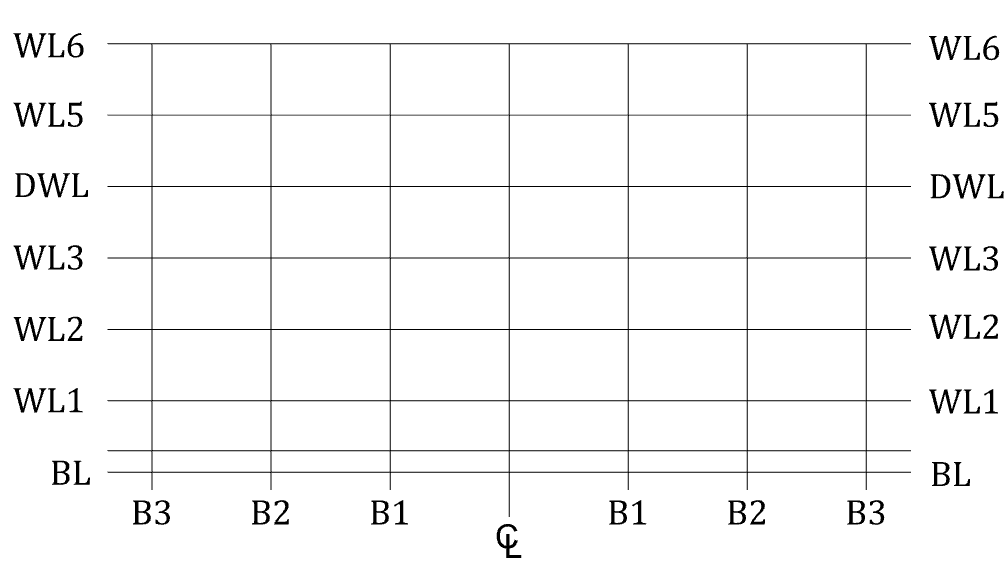 WL6 WL6
WL5 WL5
DWL DWL
WL3 WL3
WL2 WL2
WL1 WL1
BL BL
B3 B2 B1 B1 B2 B3
℄